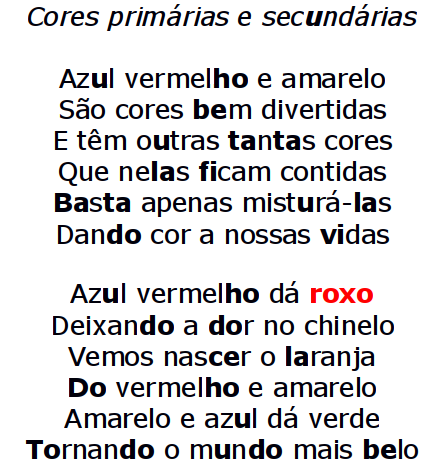 Cores primárias e secundárias
Azul vermelho e amarelo
São cores bem divertidas
E têm outras tantas cores
Que nelas ficam contidas
Basta apenas misturá-las
Dando cor a nossas vidas
Azul vermelho dá roxo
Deixando a dor no chinelo
Vemos nascer o laranja
Do vermelho e amarelo
Amarelo e azul dá verde
Tornando o mundo mais belo